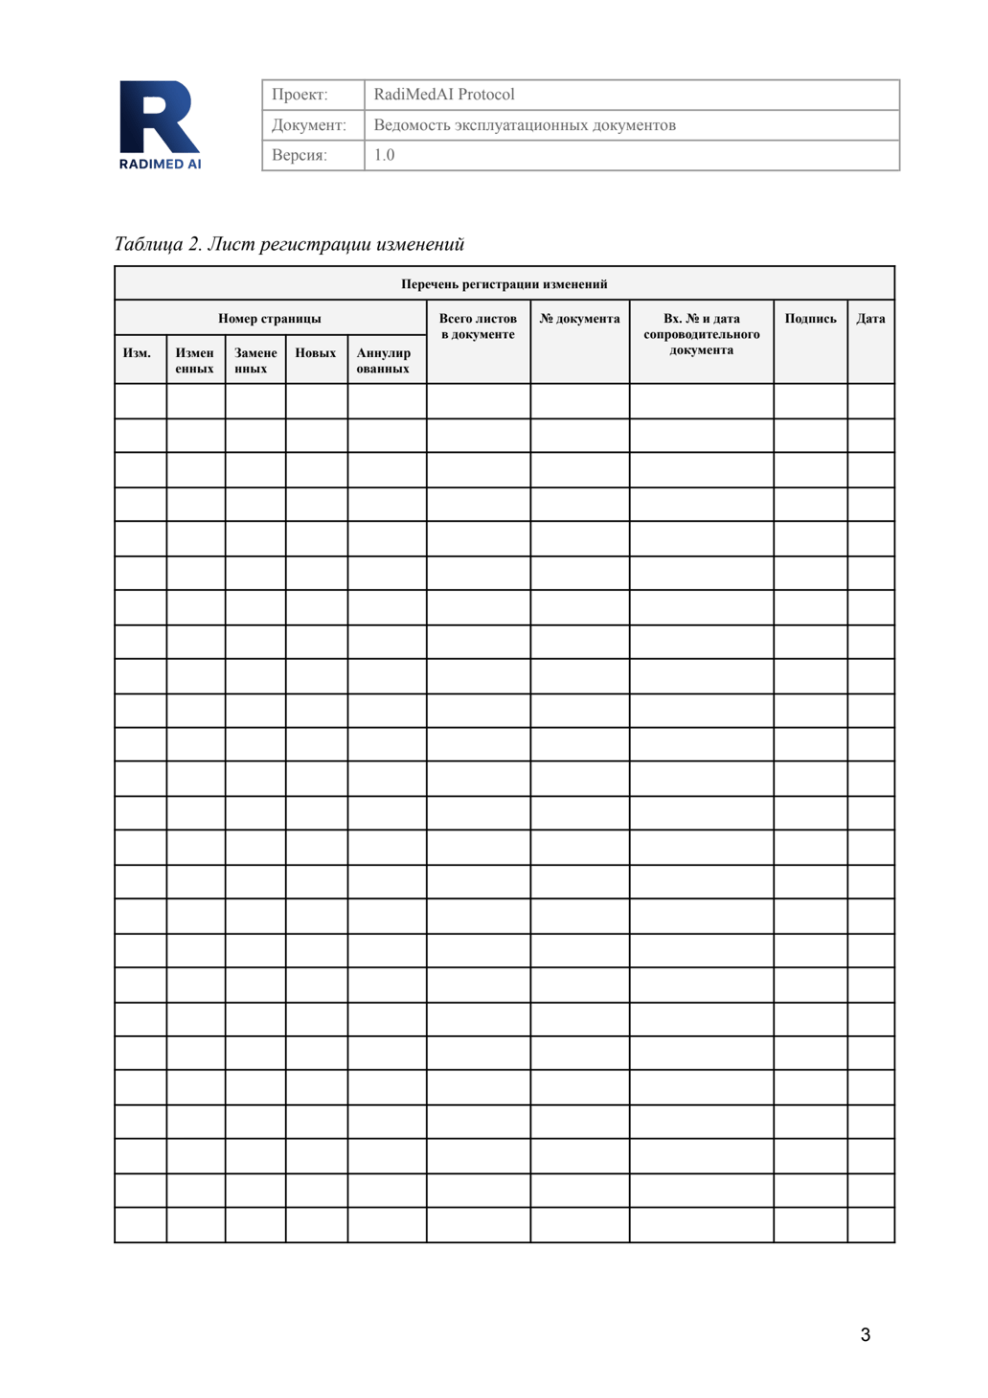 RADIMED AI
Проект: RadiMedAI Protocol
Документ: Ведомость эксплуатационных документов
Версия: 1.0
Таблица 2. Лист регистрации изменений
Перечень регистрации изменений
Номер страницы
Всего листов
в документе
№ документа
Вх. № и дата
сопроводительного
документа
Подпись
Дата
Изм.
Измен
енных
Замене
нных
Новых
Аннулир
ованных
3